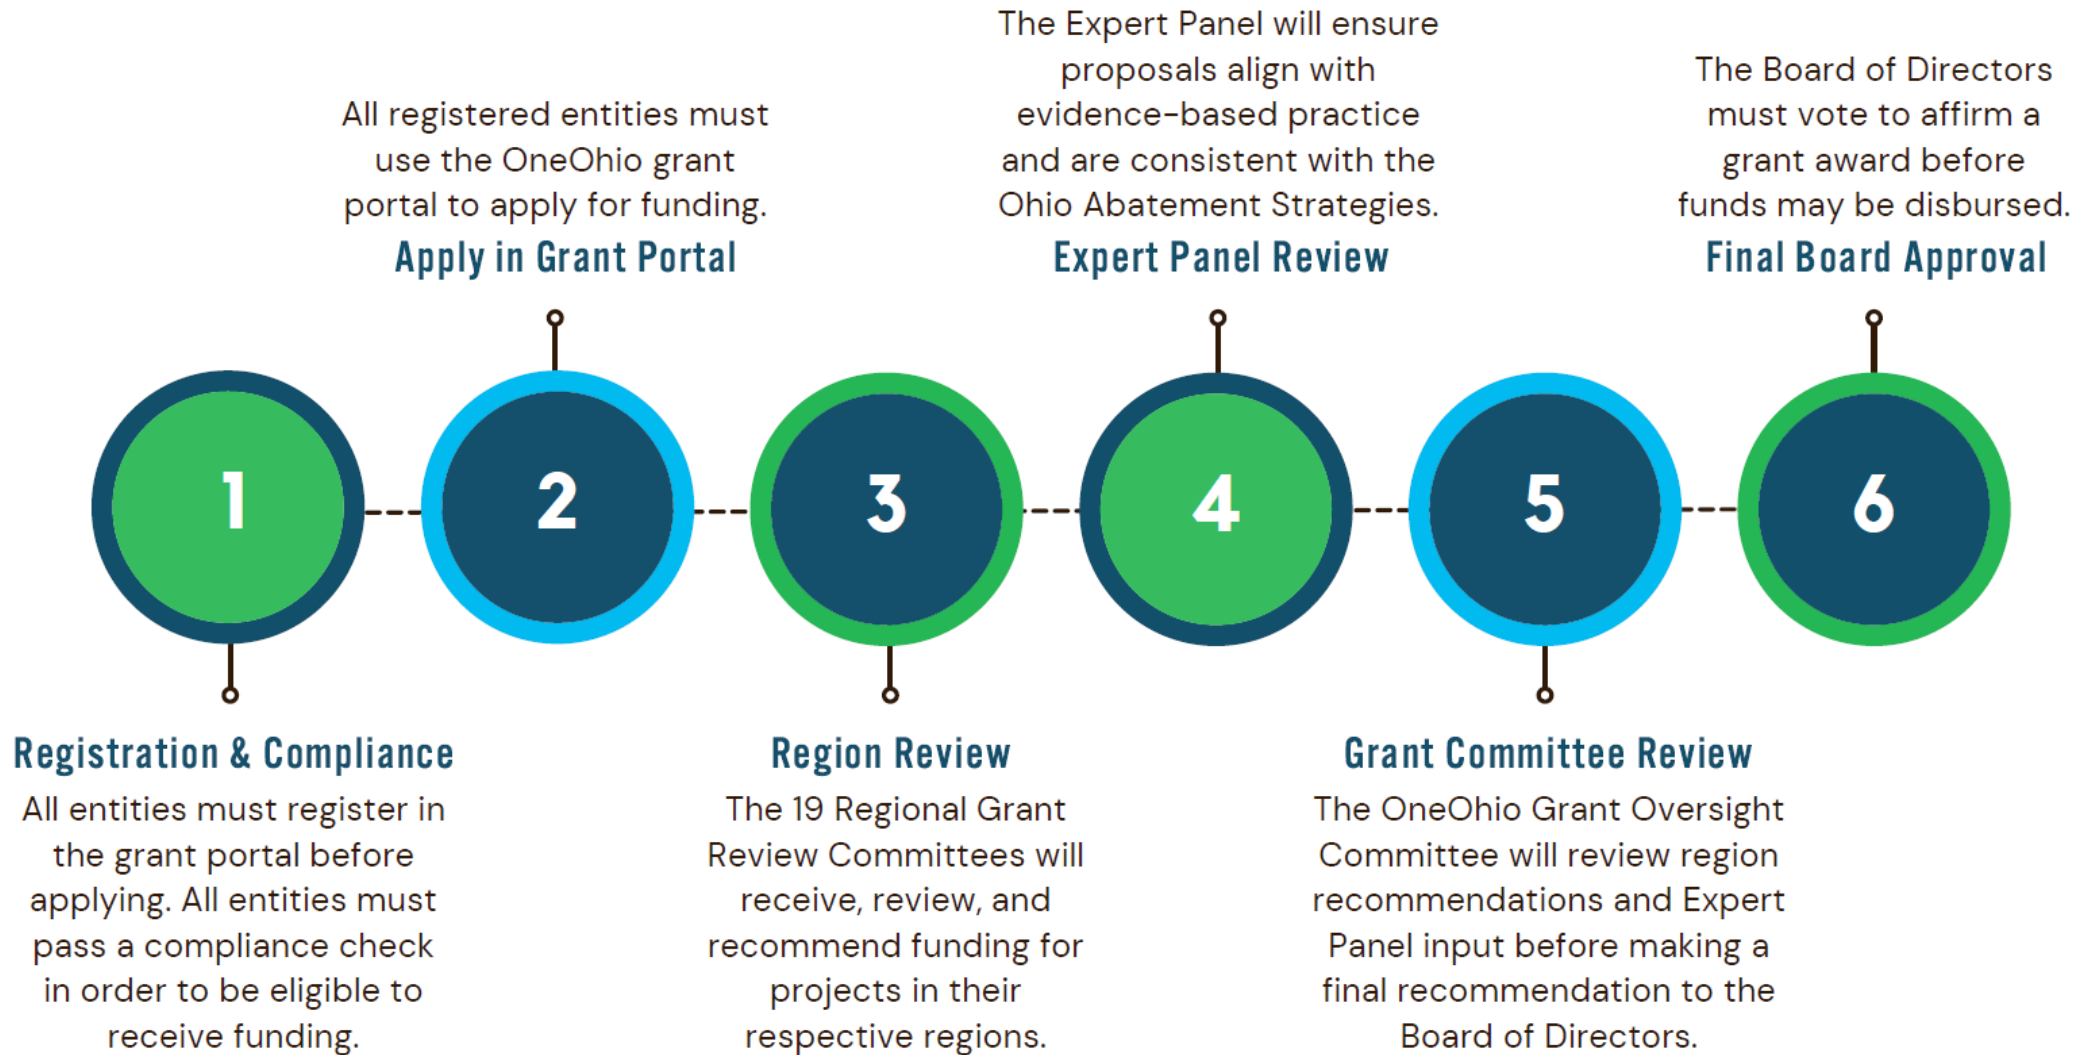 1
Registration & Compliance
All entities must register in
the grant portal before
applying. All entities must
pass a compliance check
in order to be eligible to
receive funding.
All registered entities must
use the OneOhio grant
portal to apply for funding.
Apply in Grant Portal
2
3
Region Review
The 19 Regional Grant
Review Committees will
receive, review, and
recommend funding for
projects in their
respective regions.
The Expert Panel will ensure
proposals align with
evidence-based practice
and are consistent with the
Ohio Abatement Strategies.
Expert Panel Review
4
5
Grant Committee Review
The OneOhio Grant Oversight
Committee will review region
recommendations and Expert
Panel input before making a
final recommendation to the
Board of Directors.
The Board of Directors
must vote to affirm a
grant award before
funds may be disbursed.
Final Board Approval
6